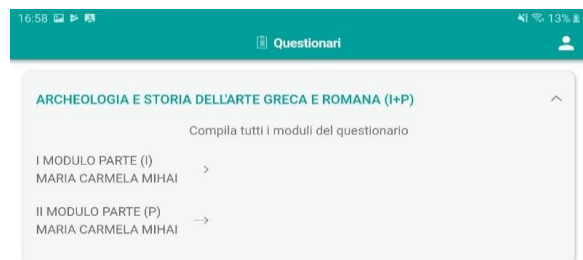 16:58 13%
Questionari
ARCHEOLOGIA E STORIA DELL'ARTE GRECA E ROMANA (I+P)
Compila tutti i moduli del questionario
I MODULO PARTE (I)
MARIA CARMELA MIHAI
II MODULO PARTE (P)
MARIA CARMELA MIHAI